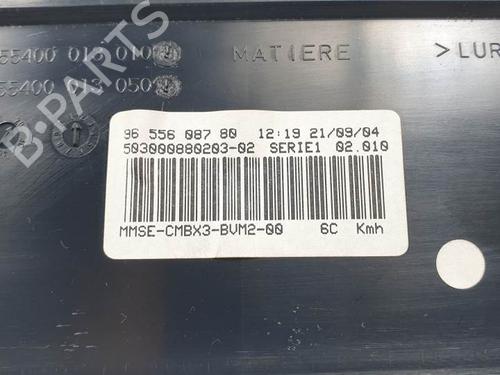 55400 013 010
MATIERE
>LUR
55400 013 050
B-PARTS
96 556 087 80 12:19 21/09/04
503000880203-02 SERIE1 02.010
MMSE-CMBX3-BVM2-00 6C Kmh